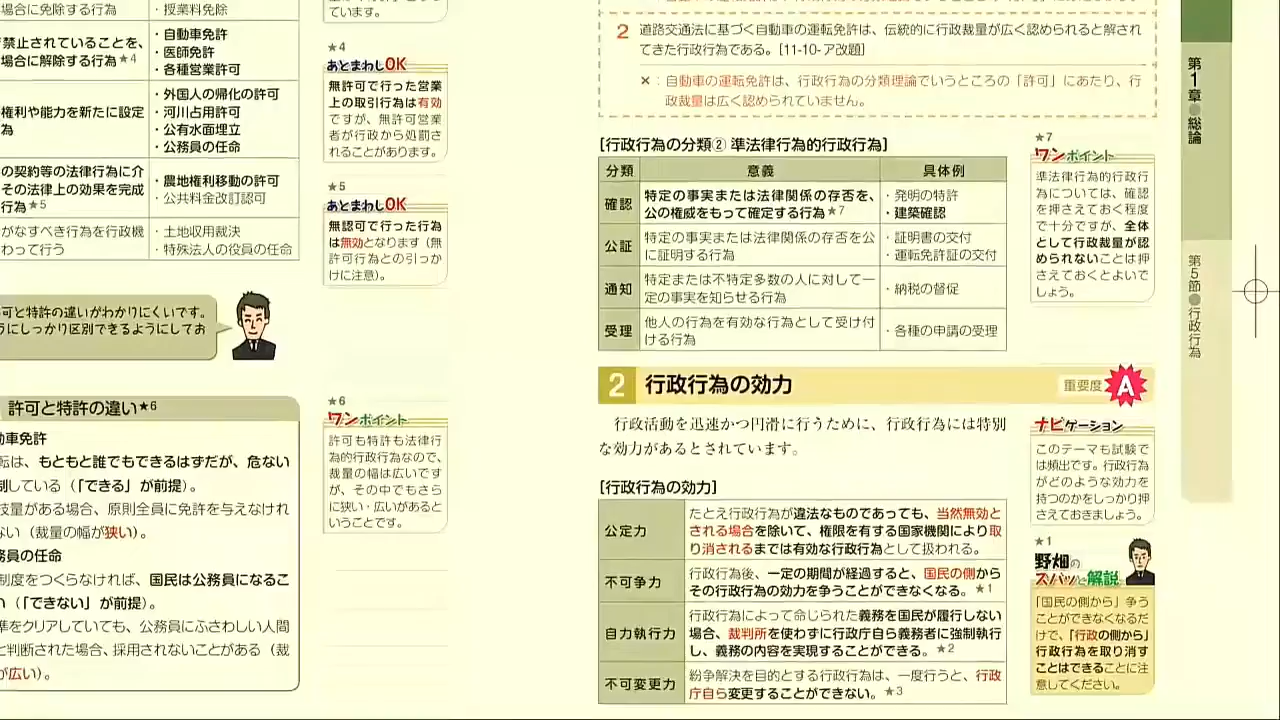 場合に免除する行為
・授業料免除
禁止されていることを、
場合に解除する行為★4
・自動車免許
・医師免許
・各種営業許可
権利や能力を新たに設定
為
・外国人の帰化の許可
・河川占用許可
・公有水面埋立
・公務員の任命
の契約等の法律行為に介
その法律上の効果を完成
行為★5
・農地権利移動の許可
・公共料金改訂認可
がなすべき行為を行政機
わって行う
・土地収用裁決
・特殊法人の役員の任命
可と特許の違いがわかりにくいです。
うにしっかり区別できるようにしてお
許可と特許の違い★6
動車免許
転は、もともと誰でもできるはずだが、危ない
制している（「できる」が前提）。
技量がある場合、原則全員に免許を与えなけれ
ない（裁量の幅が狭い）。
務員の任命
制度をつくらなければ、国民は公務員になるこ
い（「できない」が前提）。
準をクリアしていても、公務員にふさわしい人間
と判断された場合、採用されないことがある（裁
が広い）。
ています。
★4
あとまわしOK
無許可で行った営業
上の取引行為は有効
ですが、無許可営業
者が行政から処罰さ
れることがあります。
★5
あとまわしOK
無認可で行った行為
は無効となります（無
許可行為との引っか
けに注意）。
★6
ワンポイント
許可も特許も法律行
為的行政行為なので、
裁量の幅は広いです
が、その中でもさら
に狭い・広いがあると
いうことです。
2 道路交通法に基づく自動車の運転免許は、伝統的に行政裁量が広く認められると解され
てきた行政行為である。[11-10-ア改題]
×：自動車の運転免許は、行政行為の分類理論でいうところの「許可」にあたり、行
政裁量は広く認められていません。
[行政行為の分類② 準法律行為的行政行為]
分類 意義 具体例
確認
特定の事実または法律関係の存否を、
公の権威をもって確定する行為★7
・発明の特許
・建築確認
公証
特定の事実または法律関係の存否を公
に証明する行為
・証明書の交付
・運転免許証の交付
通知
特定または不特定多数の人に対して一
定の事実を知らせる行為
・納税の督促
受理
他人の行為を有効な行為として受け付
ける行為
・各種の申請の受理
2 行政行為の効力 重要度 A
行政活動を迅速かつ円滑に行うために、行政行為には特別
な効力があるとされています。
[行政行為の効力]
公定力
たとえ行政行為が違法なものであっても、当然無効と
される場合を除いて、権限を有する国家機関により取
り消されるまでは有効な行政行為として扱われる。
不可争力
行政行為後、一定の期間が経過すると、国民の側から
その行政行為の効力を争うことができなくなる。★1
自力執行力
行政行為によって命じられた義務を国民が履行しない
場合、裁判所を使わずに行政庁自ら義務者に強制執行
し、義務の内容を実現することができる。★2
不可変更力
紛争解決を目的とする行政行為は、一度行うと、行政
庁自ら変更することができない。★3
★7
ワンポイント
準法律行為的行政行
為については、確認
を押さえておく程度
で十分ですが、全体
として行政裁量が認
められないことは押
さえておくとよいで
しょう。
ナビゲーション
このテーマも試験で
は頻出です。行政行為
がどのような効力を
持つのかをしっかり押
さえておきましょう。
★1
野畑の
ズバッと解説
「国民の側から」争う
ことができなくなるだ
けで、「行政の側から」
行政行為を取り消す
ことはできることに注
意してください。
第1章●総論
第5節●行政行為